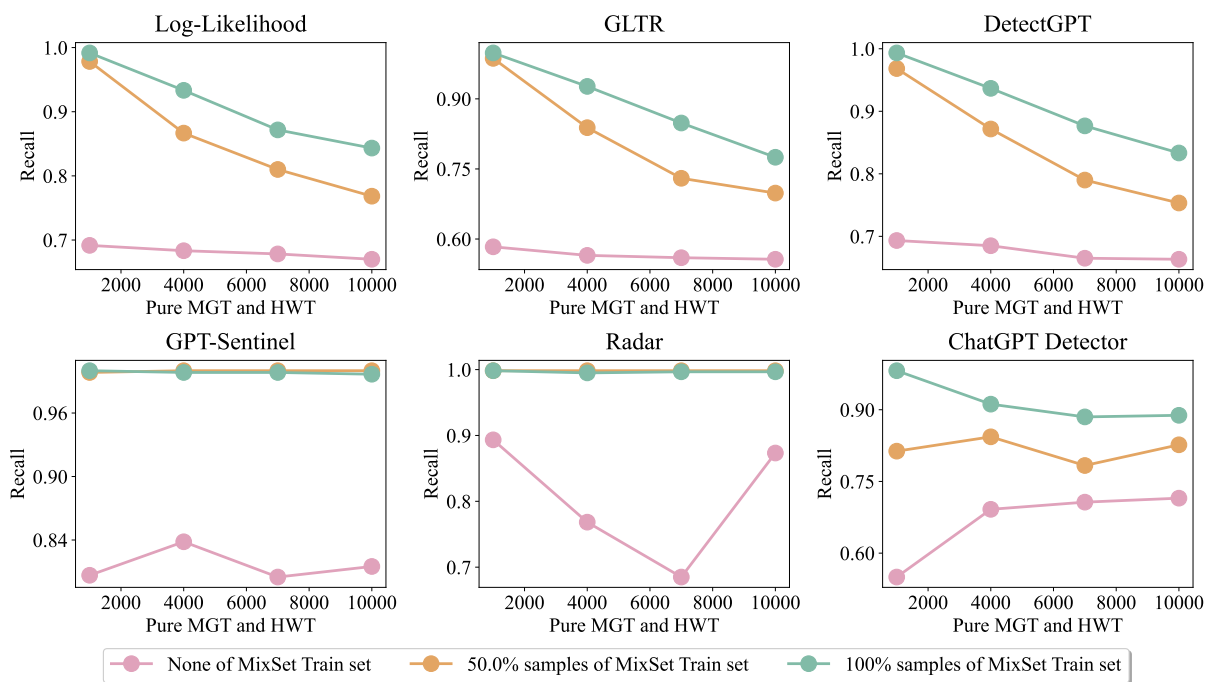 Log-Likelihood
GLTR
DetectGPT
1.0
0.9
0.8
0.7
Recall
2000 4000 6000 8000 10000
Pure MGT and HWT
0.90
0.75
0.60
Recall
2000 4000 6000 8000 10000
Pure MGT and HWT
1.0
0.9
0.8
0.7
Recall
2000 4000 6000 8000 10000
Pure MGT and HWT
GPT-Sentinel
Radar
ChatGPT Detector
0.96
0.90
0.84
Recall
2000 4000 6000 8000 10000
Pure MGT and HWT
1.0
0.9
0.8
0.7
Recall
2000 4000 6000 8000 10000
Pure MGT and HWT
0.90
0.75
0.60
Recall
2000 4000 6000 8000 10000
Pure MGT and HWT
None of MixSet Train set
50.0% samples of MixSet Train set
100% samples of MixSet Train set